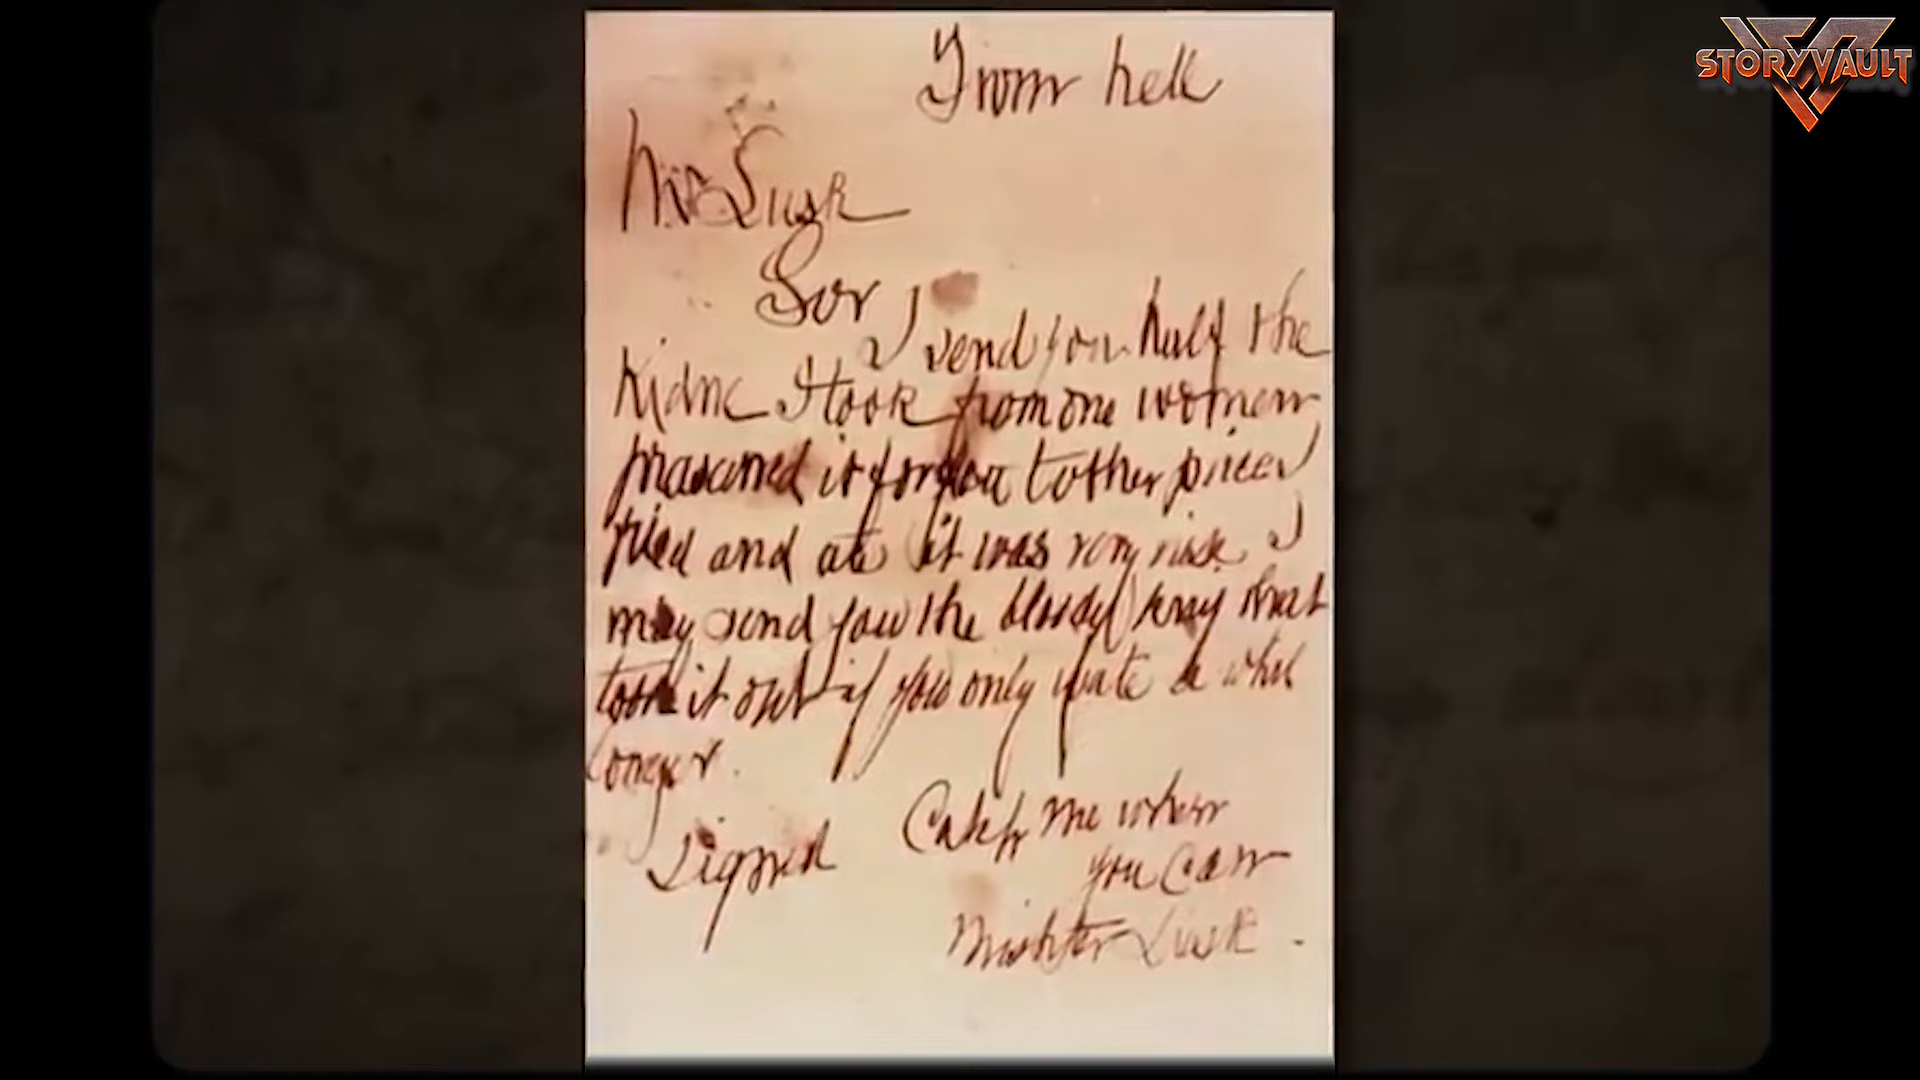 From hell
Mr Lusk
Sor
I send you half the
Kidne I took from one women
prasarved it for you tother piece I
fried and ate it was very nise I
may send you the bloody knif that
took it out if you only wate a whil
longer.
Signed Catch me when
you Can
Mishter Lusk.
STORYVAULT